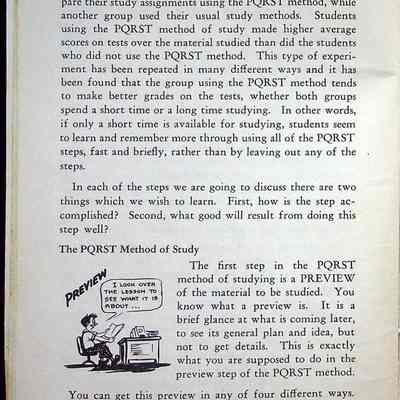 pare their study assignments using the PQRST method, while
another group used their usual study methods. Students
using the PQRST method of study made higher average
scores on tests over the material studied than did the students
who did not use the PQRST method. This type of experi-
ment has been repeated in many different ways and it has
been found that the group using the PQRST method tends
to make better grades on the tests, whether both groups
spend a short time or a long time studying. In other words,
if only a short time is available for studying, students seem
to learn and remember more through using all of the PQRST
steps, fast and briefly, rather than by leaving out any of the
steps.
In each of the steps we are going to discuss there are two
things which we wish to learn. First, how is the step ac-
complished? Second, what good will result from doing this
step well?
The PQRST Method of Study
PREVIEW
I LOOK OVER
THE LESSON TO
SEE WHAT IT IS
ABOUT...
The first step in the PQRST
method of studying is a PREVIEW
of the material to be studied. You
know what a preview is. It is a
brief glance at what is coming later,
to see its general plan and idea, but
not to get details. This is exactly
what you are supposed to do in the
preview step of the PQRST method.
You can get this preview in any of four different ways.